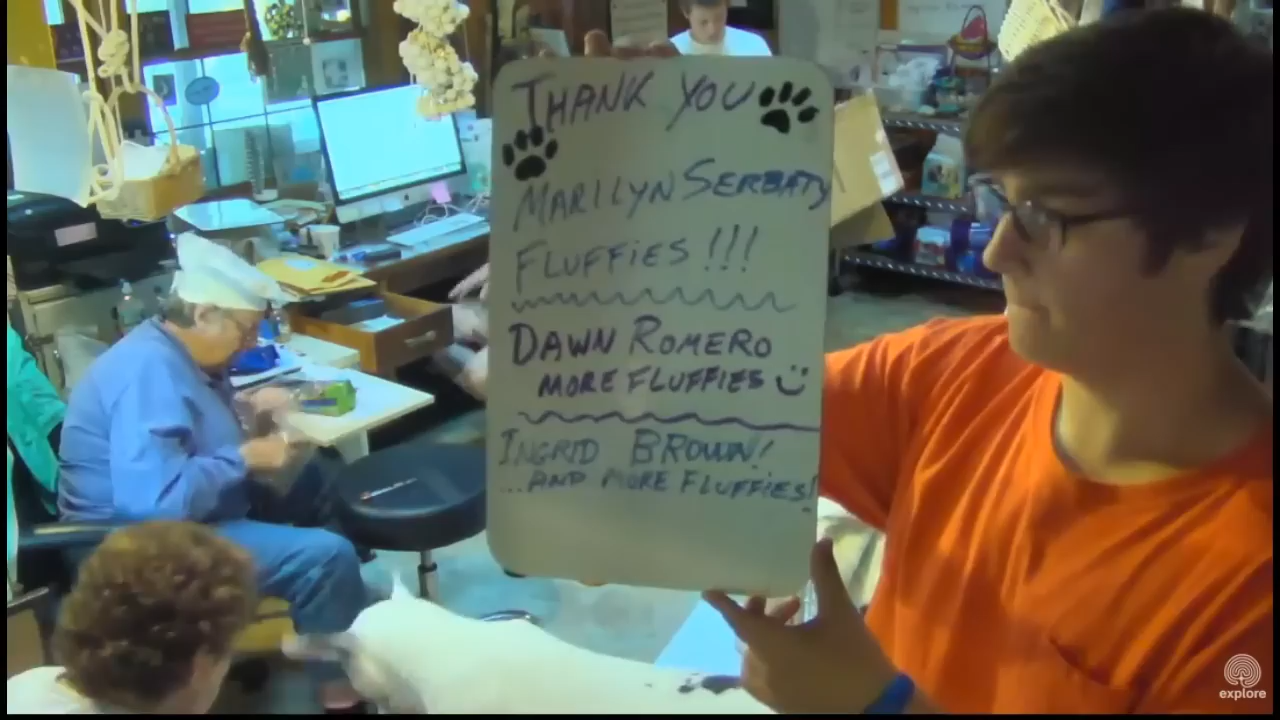 THANK YOU
MARILYN SERBATY
FLUFFIES!!!
DAWN ROMERO
MORE FLUFFIES
INGRID BROWN!
...AND MORE FLUFFIES!
explore